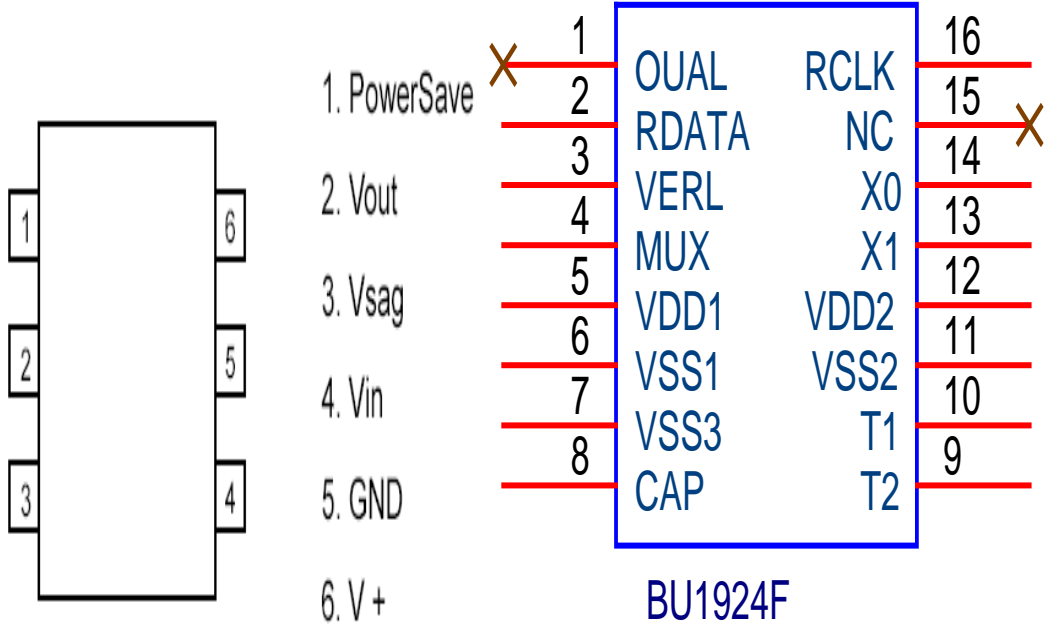 1
2
3
6
5
4
1. PowerSave
2. Vout
3. Vsag
4. Vin
5. GND
6. V +
1 OUAL RCLK 16
2 RDATA NC 15
3 VERL X0 14
4 MUX X1 13
5 VDD1 VDD2 12
6 VSS1 VSS2 11
7 VSS3 T1 10
8 CAP T2 9
BU1924F